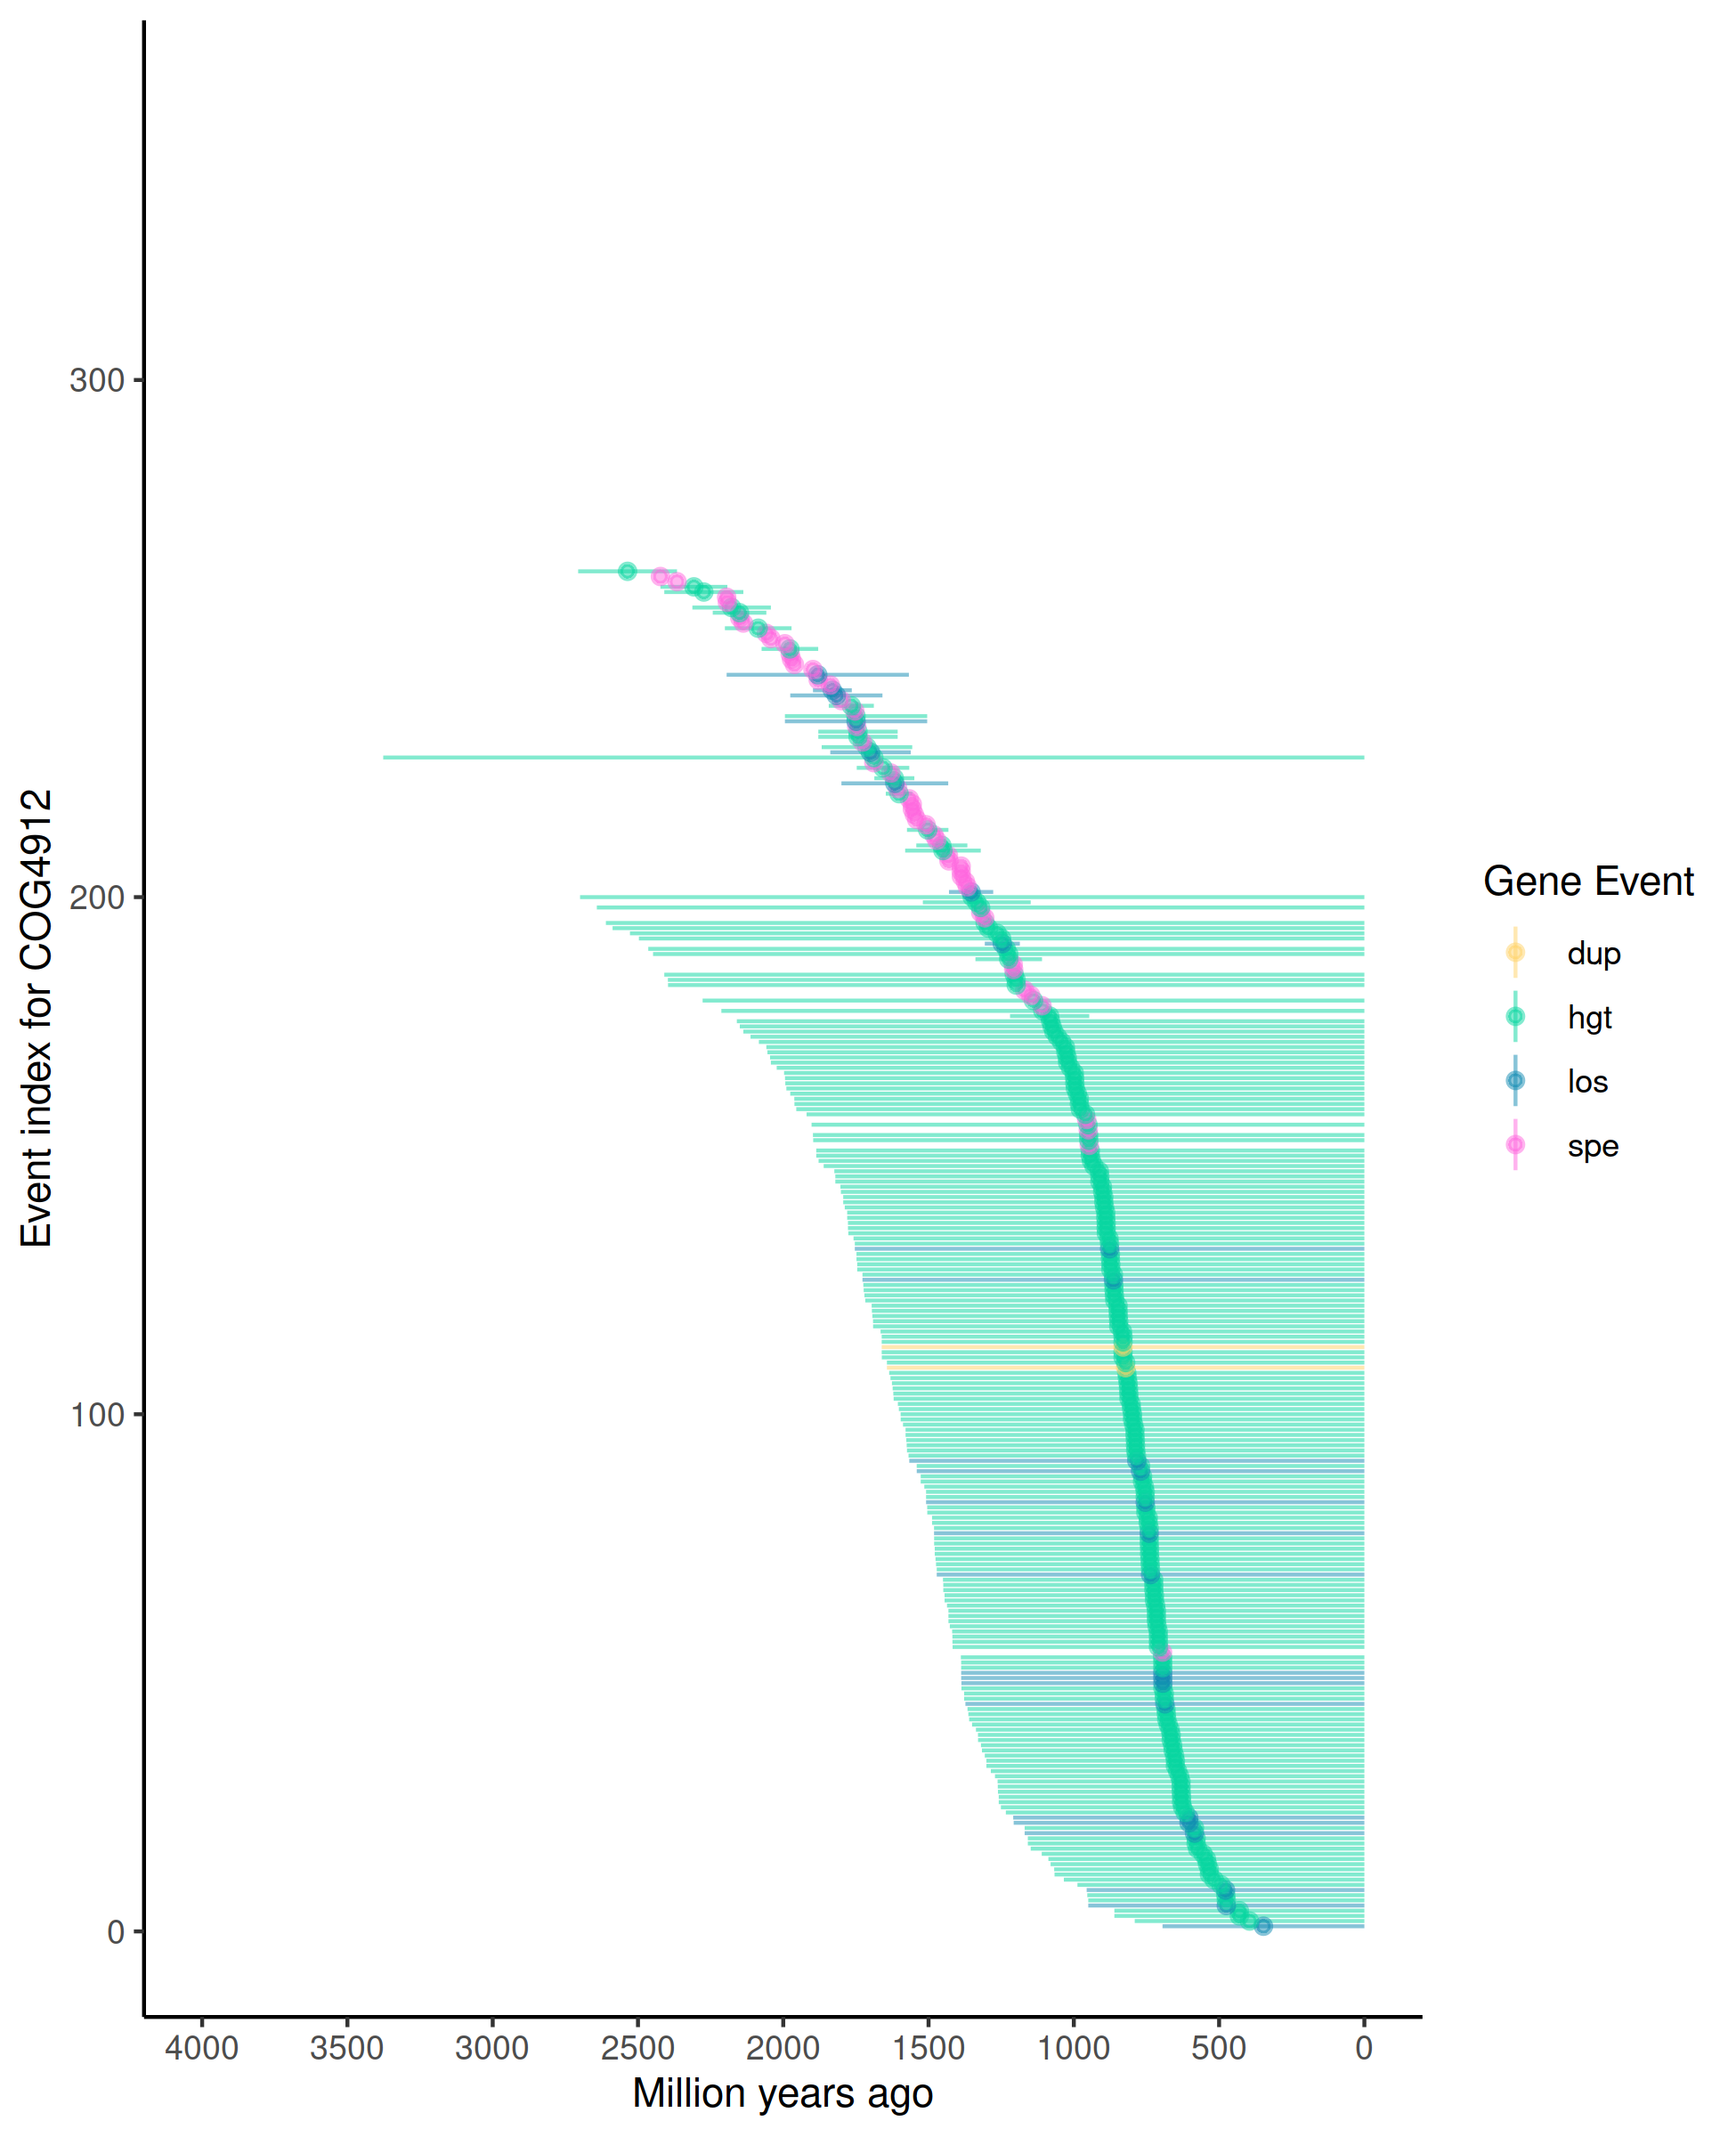 Event index for COG4912
300
200
100
0
4000 3500 3000 2500 2000 1500 1000 500 0
Million years ago
Gene Event
dup
hgt
los
spe